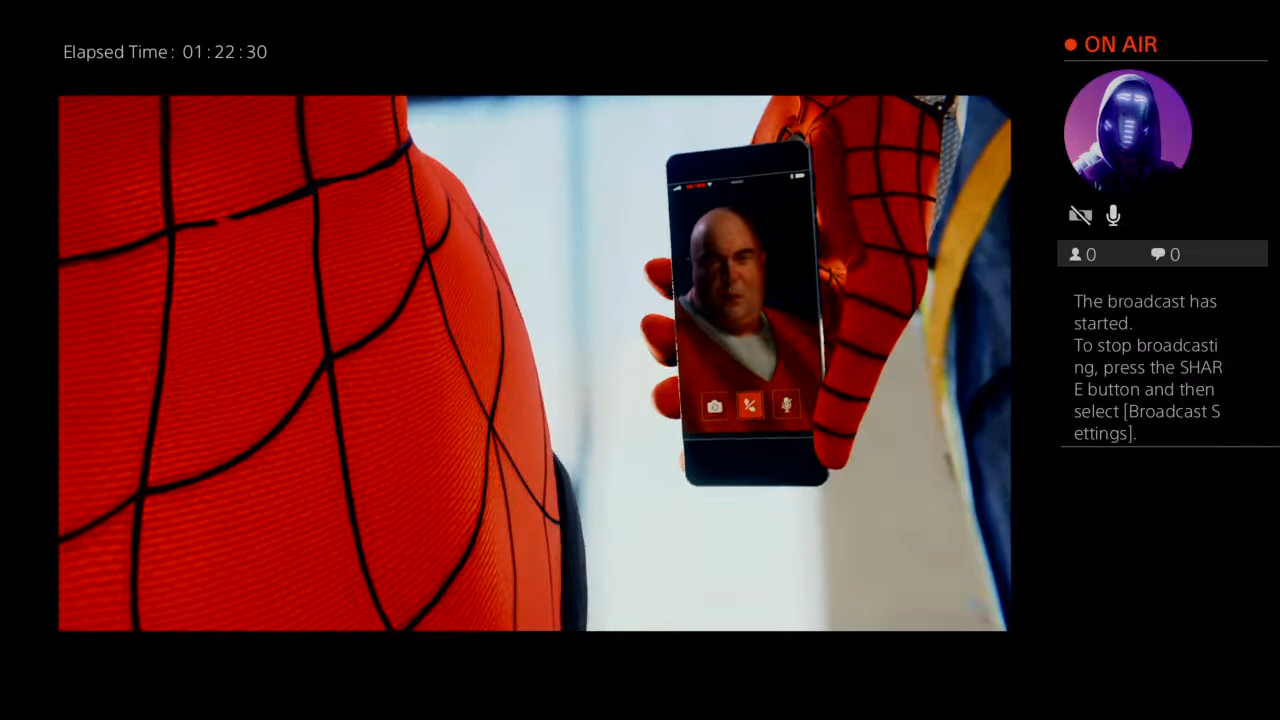 Elapsed Time: 01:22:30
ON AIR
0
0
The broadcast has
started.
To stop broadcasti
ng, press the SHAR
E button and then
select [Broadcast S
ettings].